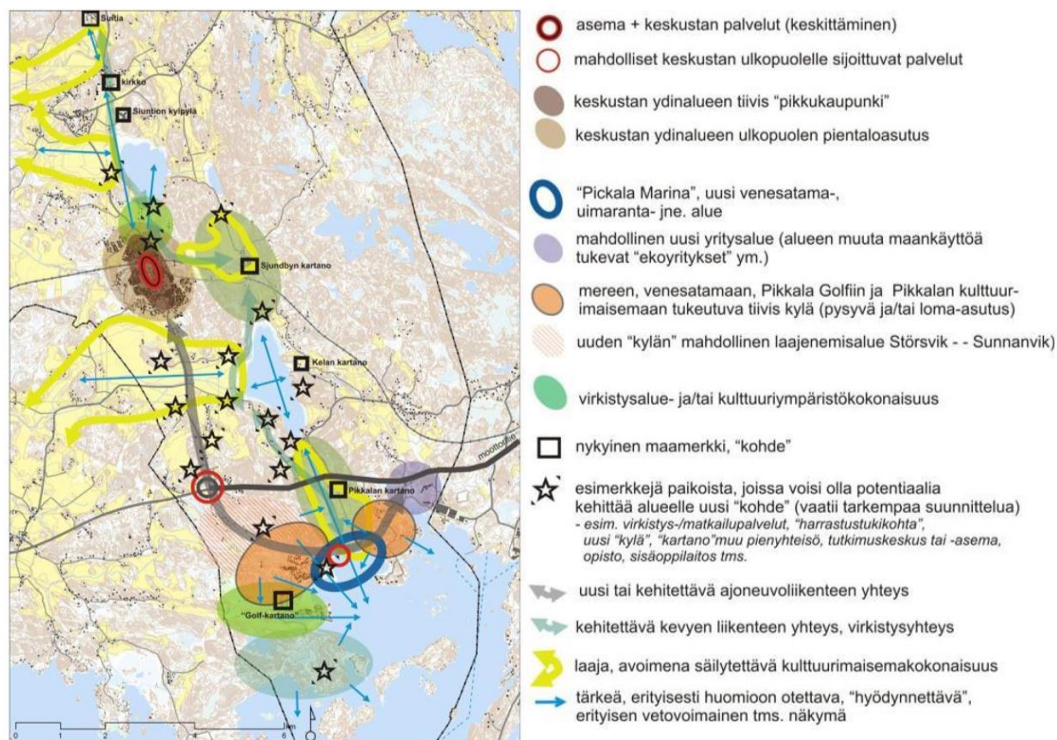 Suitia
kirkko
Siuntion kylpylä
Sjundbyn kartano
Kelan kartano
moottoritie
Pikkalan kartano
"Golf-kartano"
0 2 4 6
km
asema + keskustan palvelut (keskittäminen)
mahdolliset keskustan ulkopuolelle sijoittuvat palvelut
keskustan ydinalueen tiivis "pikkukaupunki"
keskustan ydinalueen ulkopuolen pientaloasutus
"Pickala Marina", uusi venesatama-,
uimaranta- jne. alue
mahdollinen uusi yritysalue (alueen muuta maankäyttöä
tukevat "ekoyritykset" ym.)
mereen, venesatamaan, Pikkala Golfiin ja Pikkalan kulttuur-
imaisemaan tukeutuva tiivis kylä (pysyvä ja/tai loma-asutus)
uuden "kylän" mahdollinen laajenemisalue Störsvik - - Sunnanvik)
virkistysalue- ja/tai kulttuuriympäristökokonaisuus
nykyinen maamerkki, "kohde"
esimerkkejä paikoista, joissa voisi olla potentiaalia
kehittää alueelle uusi "kohde" (vaatii tarkempaa suunnittelua)
- esim. virkistys-/matkailupalvelut, "harrastustukikohta",
uusi "kylä", "kartano"muu pienyhteisö, tutkimuskeskus tai -asema,
opisto, sisäoppilaitos tms.
uusi tai kehitettävä ajoneuvoliikenteen yhteys
kehitettävä kevyen liikenteen yhteys, virkistysyhteys
laaja, avoimena säilytettävä kulttuurimaisemakokonaisuus
tärkeä, erityisesti huomioon otettava, "hyödynnettävä",
erityisen vetovoimainen tms. näkymä